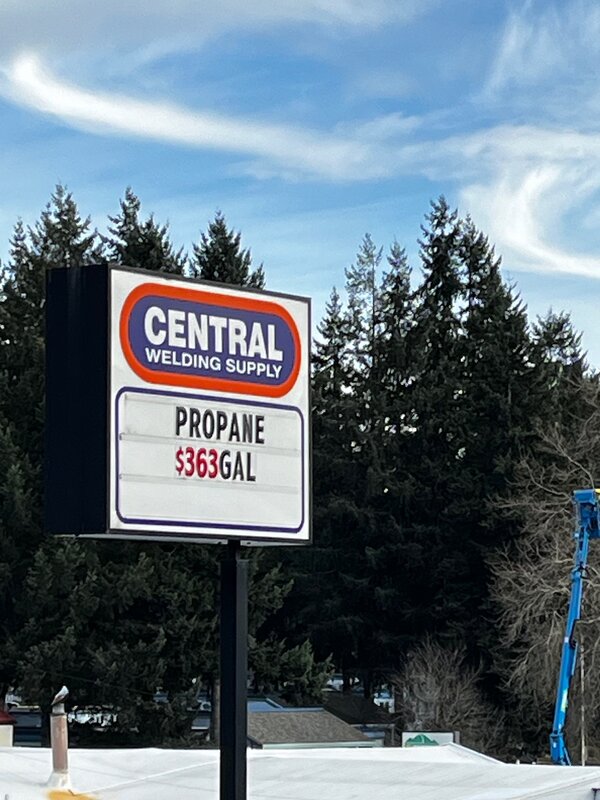 CENTRAL
WELDING SUPPLY
PROPANE
$363GAL